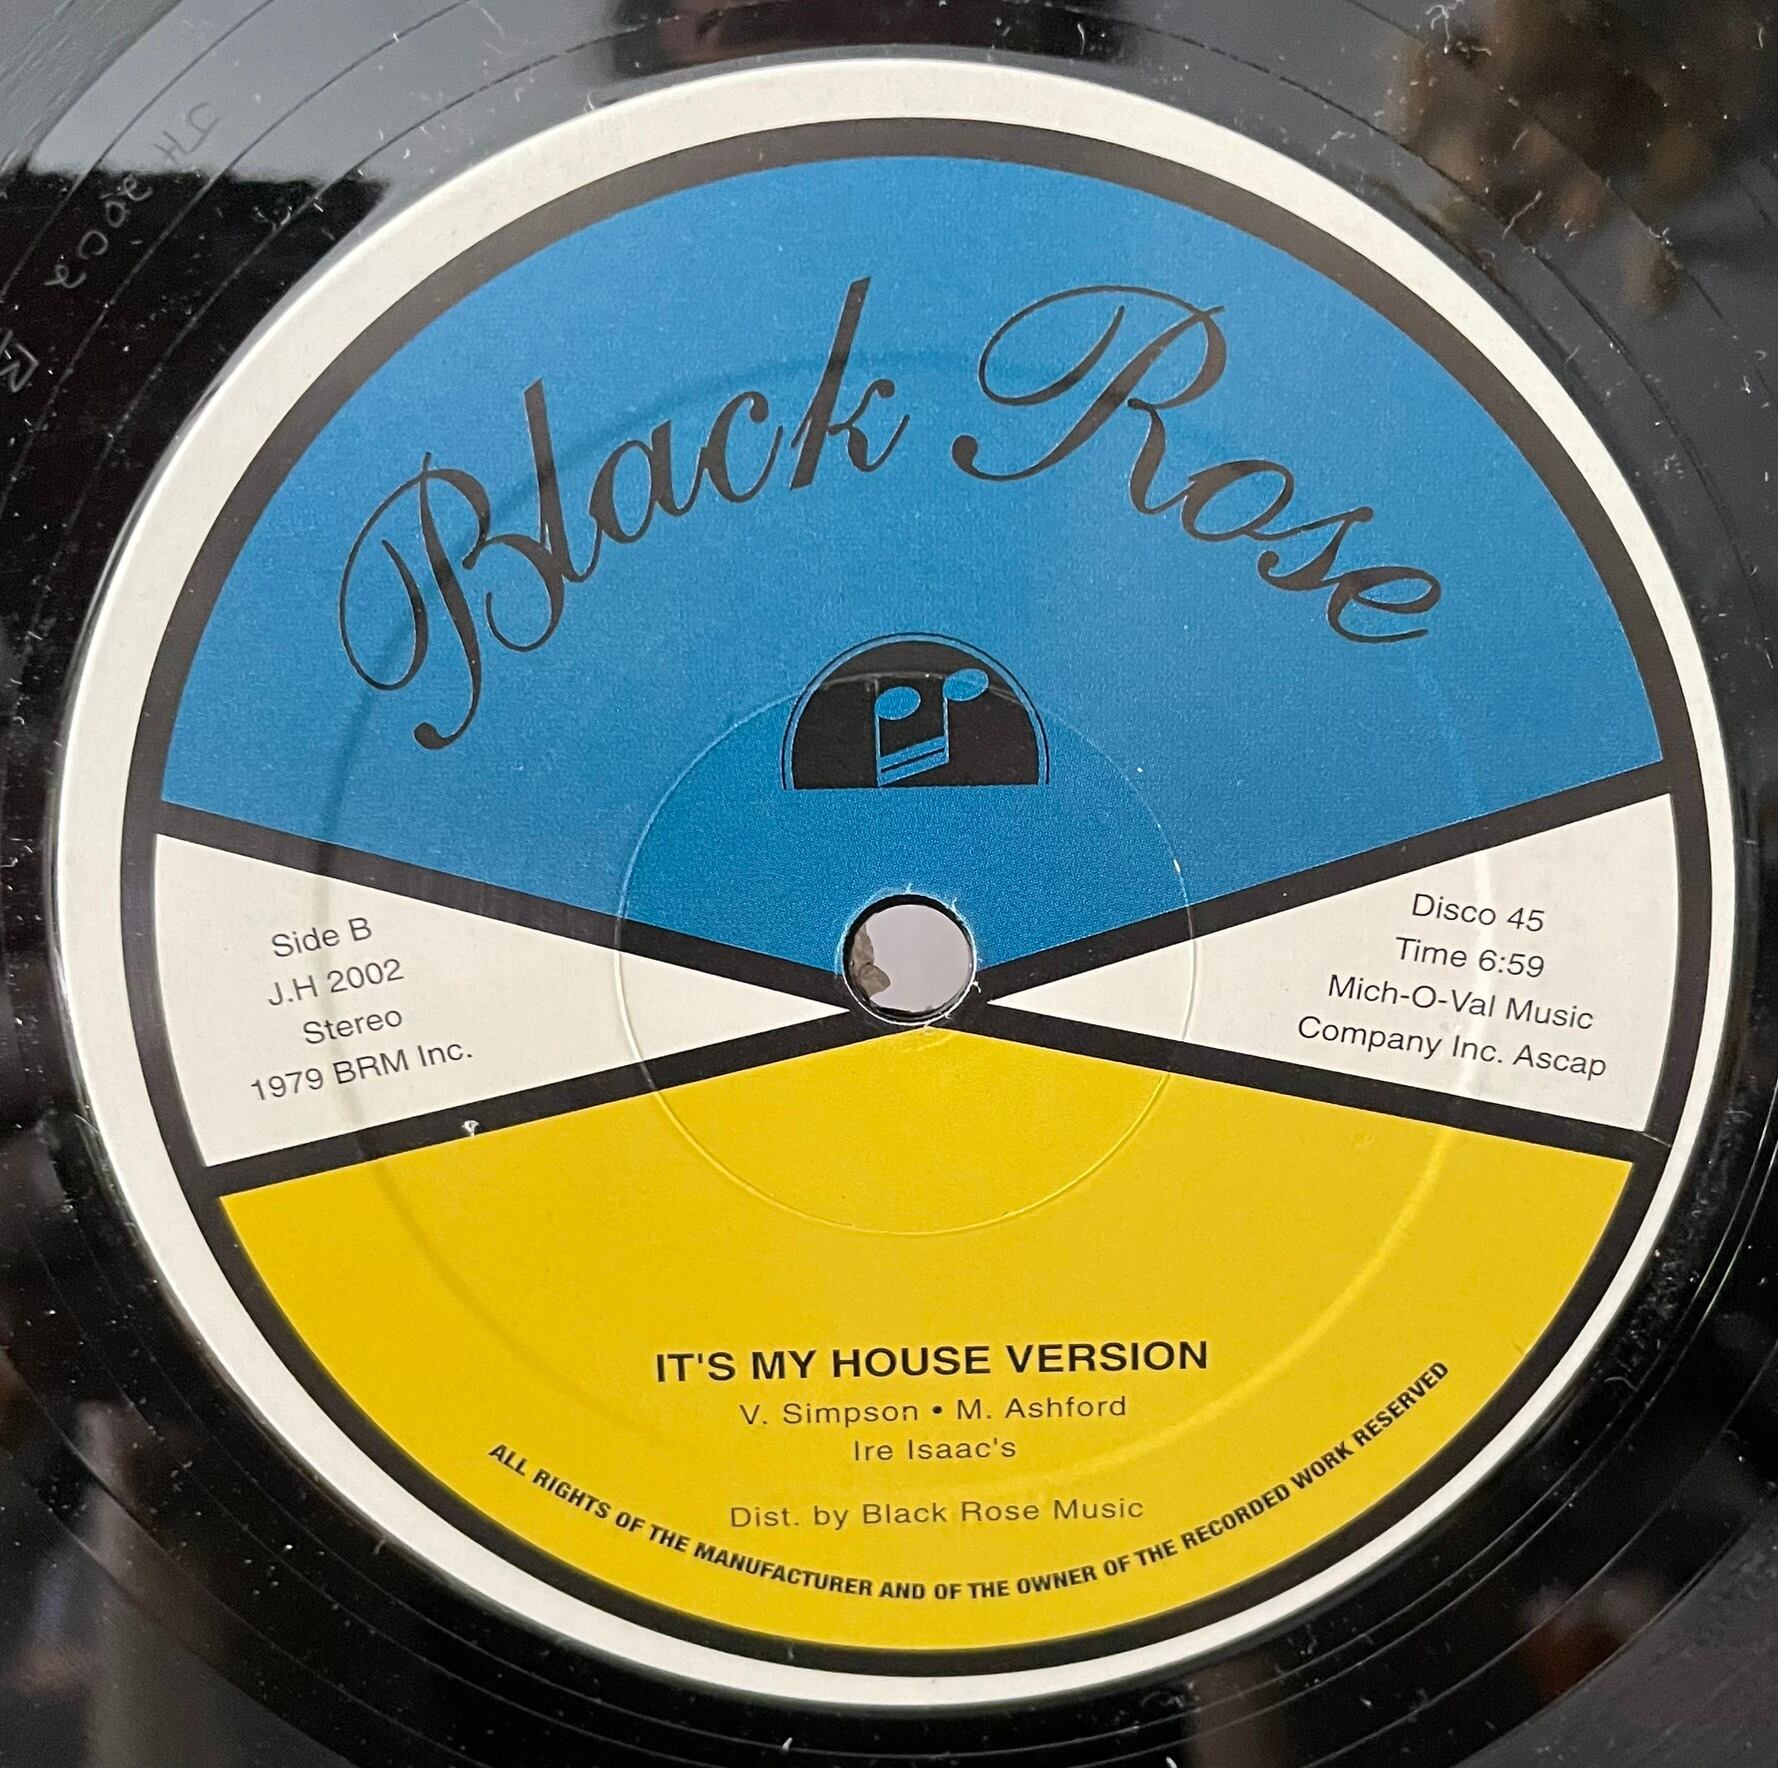 Black Rose
Side B
J.H 2002
Stereo
1979 BRM Inc.
Disco 45
Time 6:59
Mich-O-Val Music
Company Inc. Ascap
IT'S MY HOUSE VERSION
V. Simpson • M. Ashford
Ire Isaac's
Dist. by Black Rose Music
ALL RIGHTS OF THE MANUFACTURER AND OF THE OWNER OF THE RECORDED WORK RESERVED
JH 2002